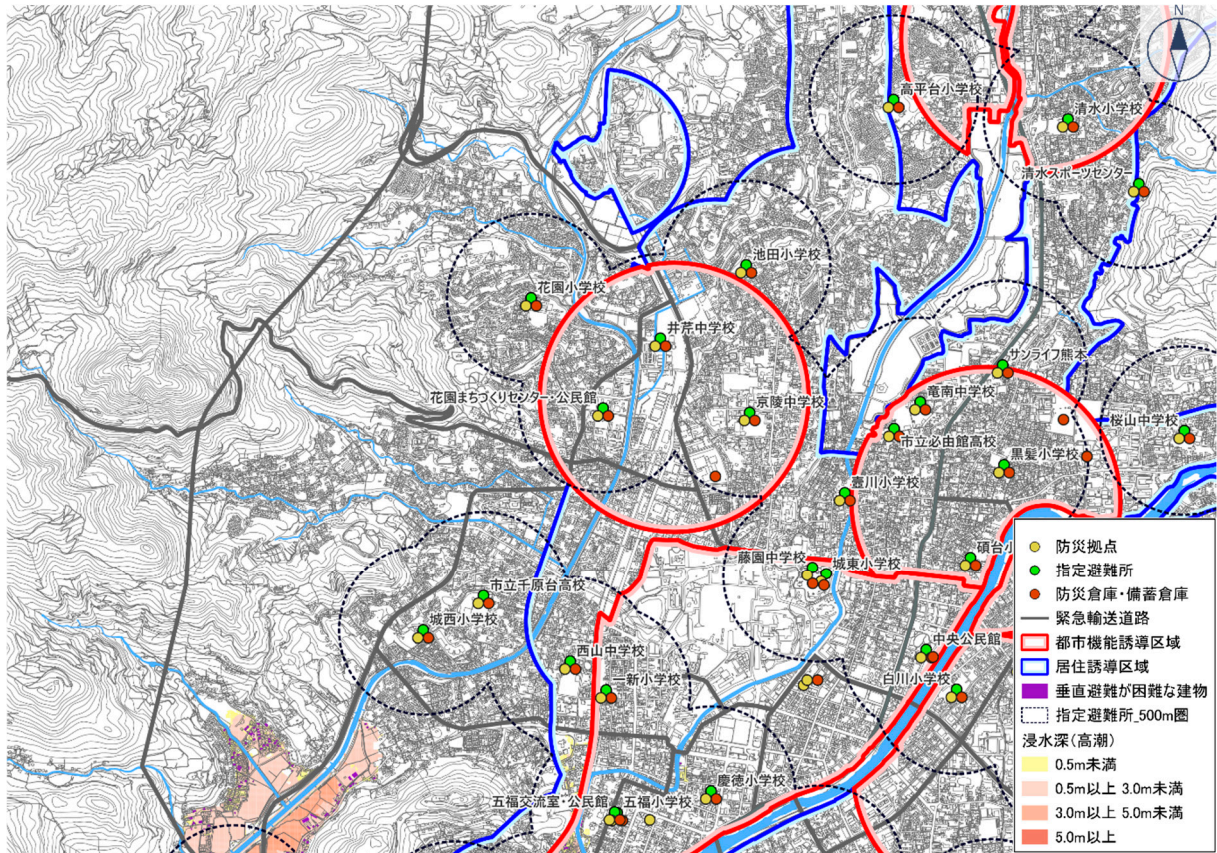 N
高平台小学校
清水小学校
清水スポーツセンター
池田小学校
花園小学校
井芹中学校
サンライフ熊本
花園まちづくりセンター・公民館
京陵中学校
竜南中学校
桜山中学校
市立必由館高校
黒髪小学校
壺川小学校
藤園中学校
城東小学校
碩台小
市立千原台高校
城西小学校
中央公民館
西山中学校
一新小学校
白川小学校
慶徳小学校
五福交流室・公民館
五福小学校
防災拠点
指定避難所
防災倉庫・備蓄倉庫
緊急輸送道路
都市機能誘導区域
居住誘導区域
垂直避難が困難な建物
指定避難所_500m圏
浸水深(高潮)
0.5m未満
0.5m以上 3.0m未満
3.0m以上 5.0m未満
5.0m以上